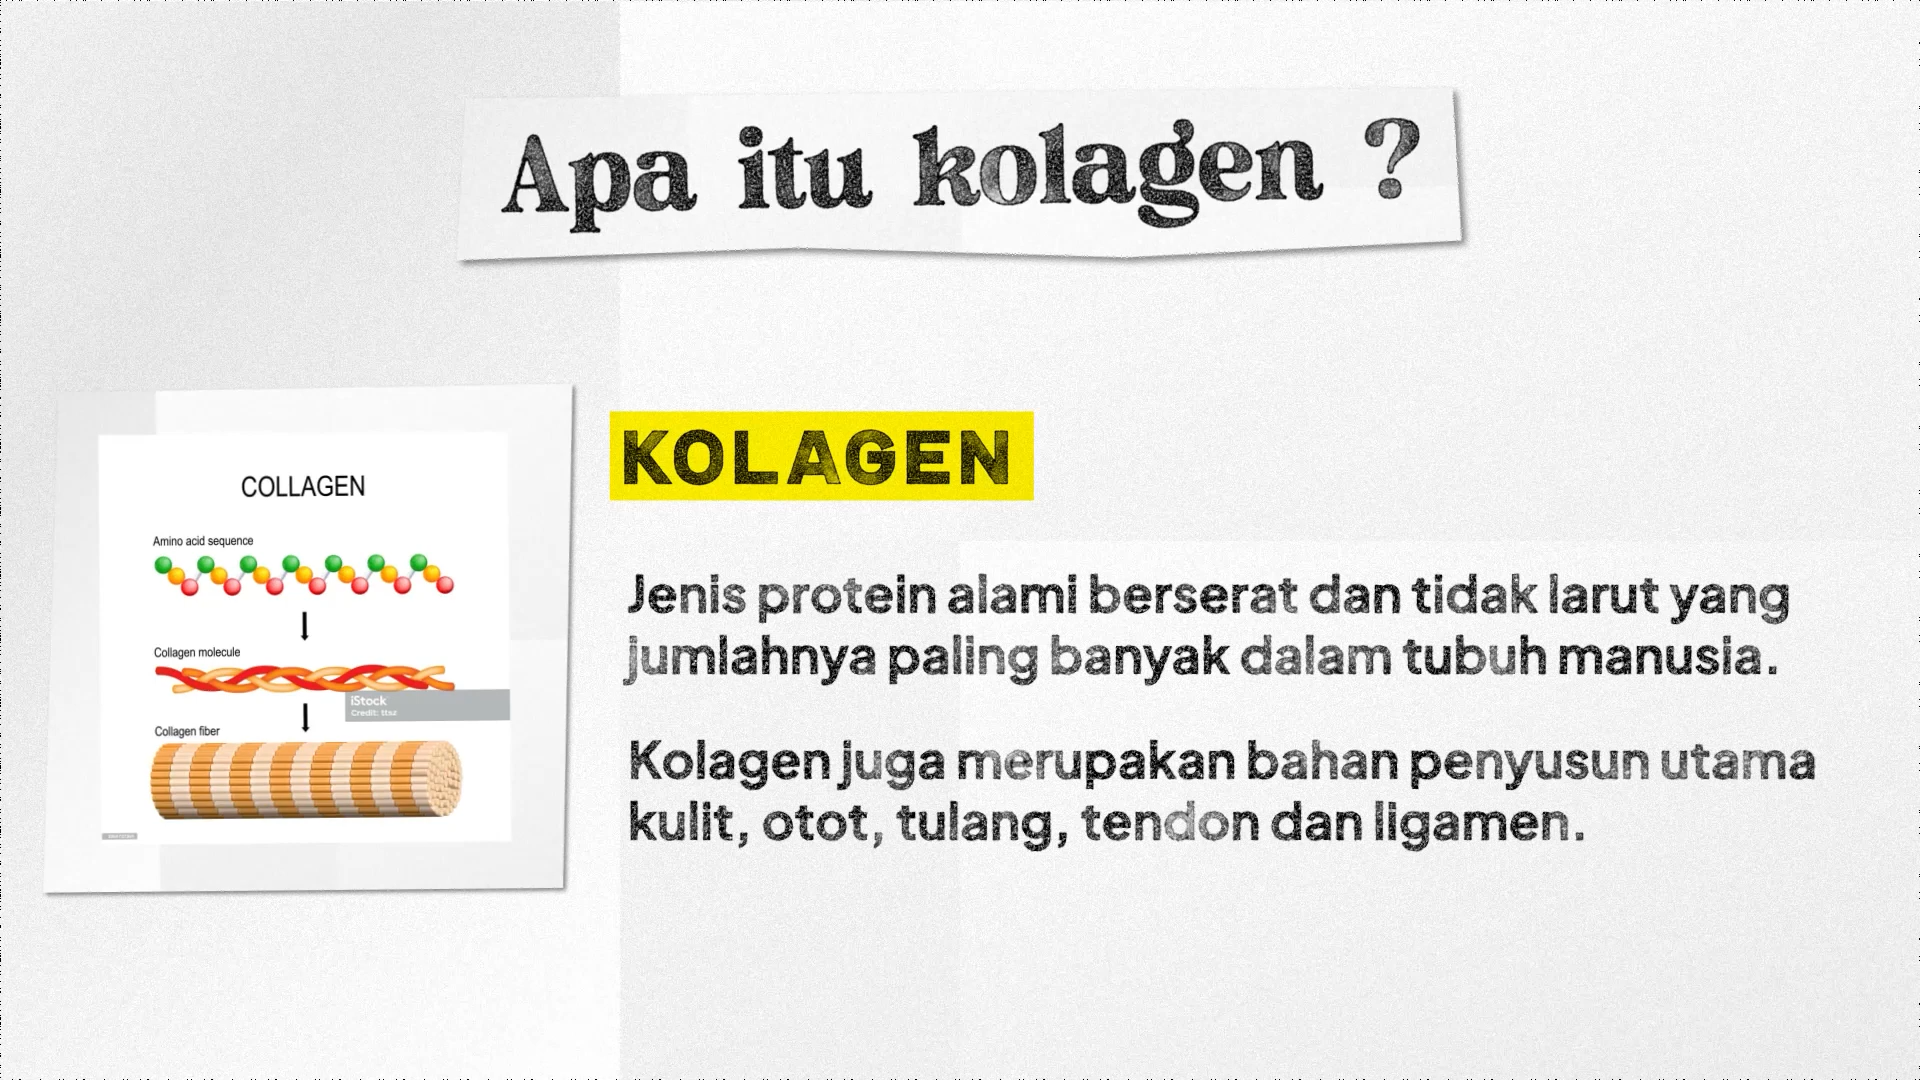 Apa itu kolagen ?
COLLAGEN
Amino acid sequence
Collagen molecule
iStock
Credit: ttsz
Collagen fiber
KOLAGEN
Jenis protein alami berserat dan tidak larut yang
jumlahnya paling banyak dalam tubuh manusia.
Kolagen juga merupakan bahan penyusun utama
kulit, otot, tulang, tendon dan ligamen.